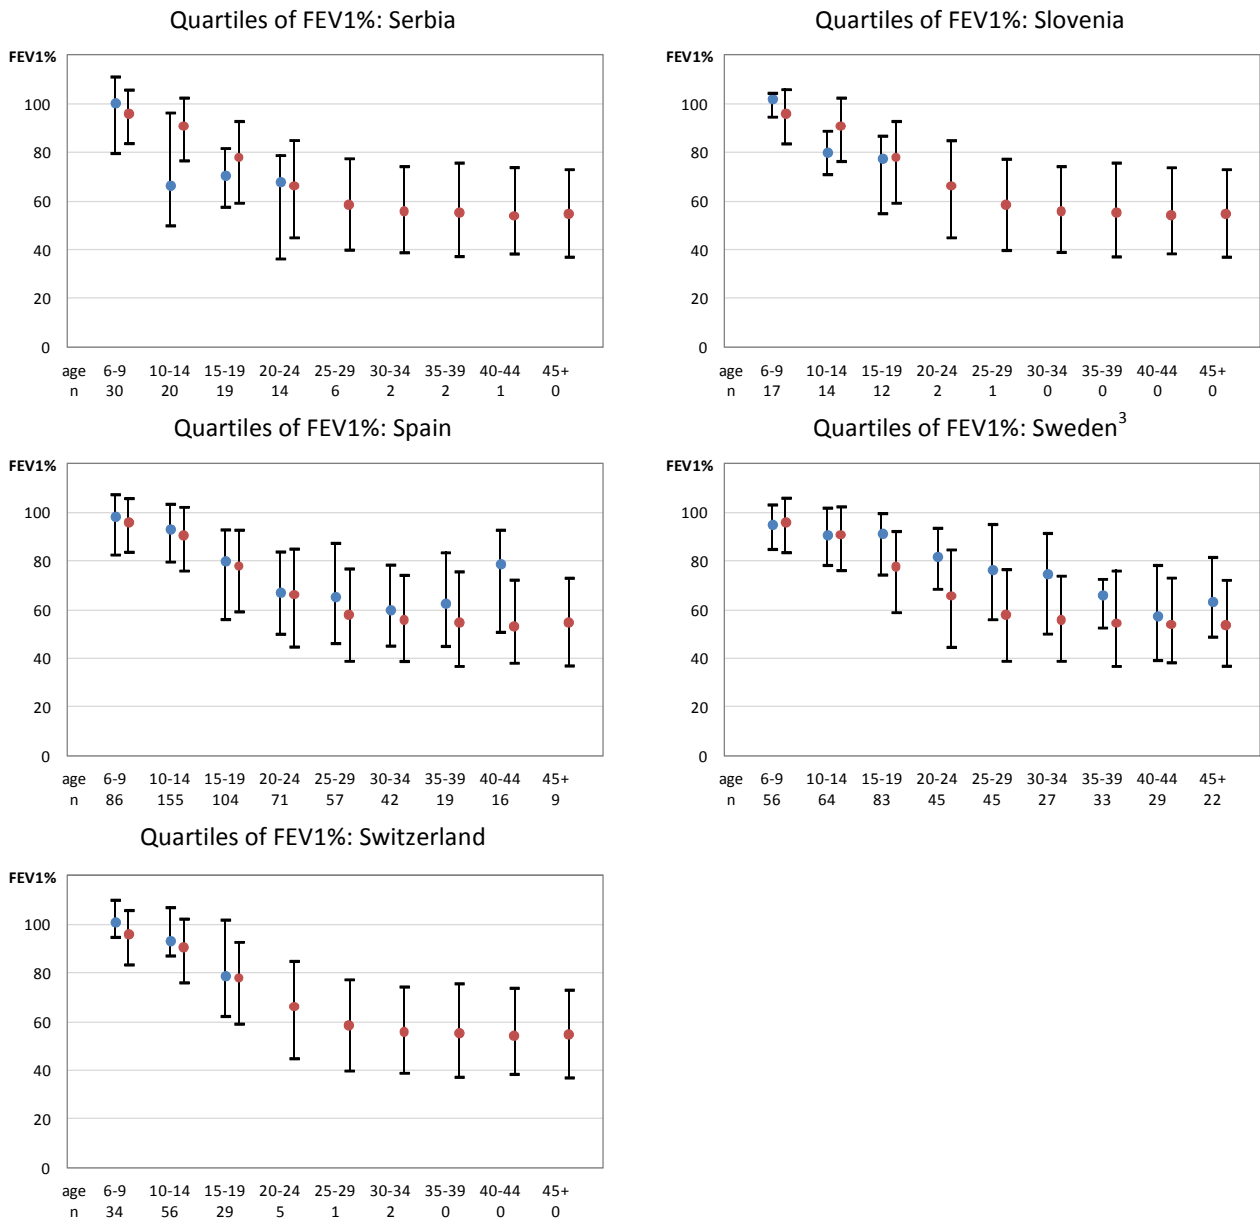 Quartiles of FEV1%: Serbia
FEV1%
100
80
60
40
20
0
age 6-9 10-14 15-19 20-24 25-29 30-34 35-39 40-44 45+
n 30 20 19 14 6 2 2 1 0
Quartiles of FEV1%: Slovenia
FEV1%
100
80
60
40
20
0
age 6-9 10-14 15-19 20-24 25-29 30-34 35-39 40-44 45+
n 17 14 12 2 1 0 0 0 0
Quartiles of FEV1%: Spain
FEV1%
100
80
60
40
20
0
age 6-9 10-14 15-19 20-24 25-29 30-34 35-39 40-44 45+
n 86 155 104 71 57 42 19 16 9
Quartiles of FEV1%: Sweden³
FEV1%
100
80
60
40
20
0
age 6-9 10-14 15-19 20-24 25-29 30-34 35-39 40-44 45+
n 56 64 83 45 45 27 33 29 22
Quartiles of FEV1%: Switzerland
FEV1%
100
80
60
40
20
0
age 6-9 10-14 15-19 20-24 25-29 30-34 35-39 40-44 45+
n 34 56 29 5 1 2 0 0 0